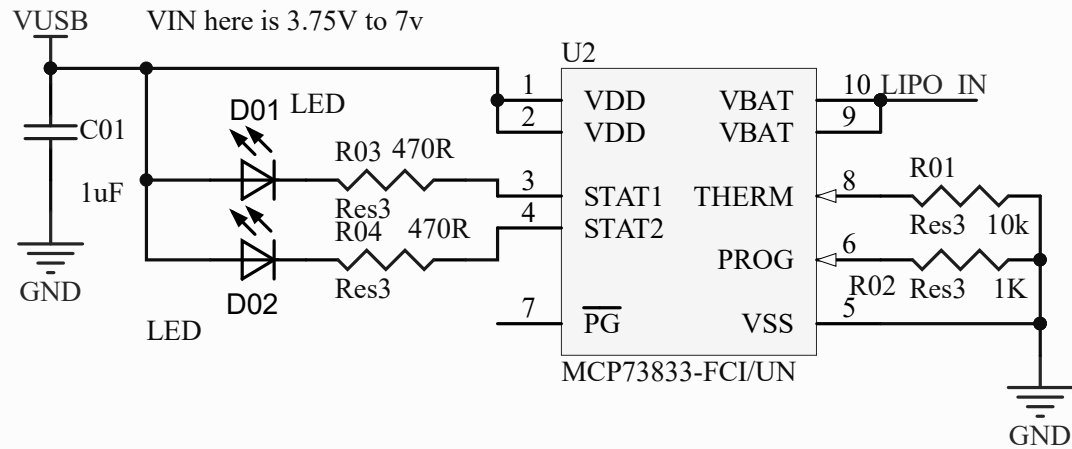 VUSB
VIN here is 3.75V to 7v
U2
1
VDD
VBAT
10
LIPO_IN
2
VDD
VBAT
9
D01
LED
C01
1uF
R03
470R
Res3
3
STAT1
THERM
8
R01
Res3
10k
4
STAT2
R04
470R
Res3
D02
LED
PROG
6
R02
Res3
1K
7
PG
VSS
5
GND
MCP73833-FCI/UN
GND